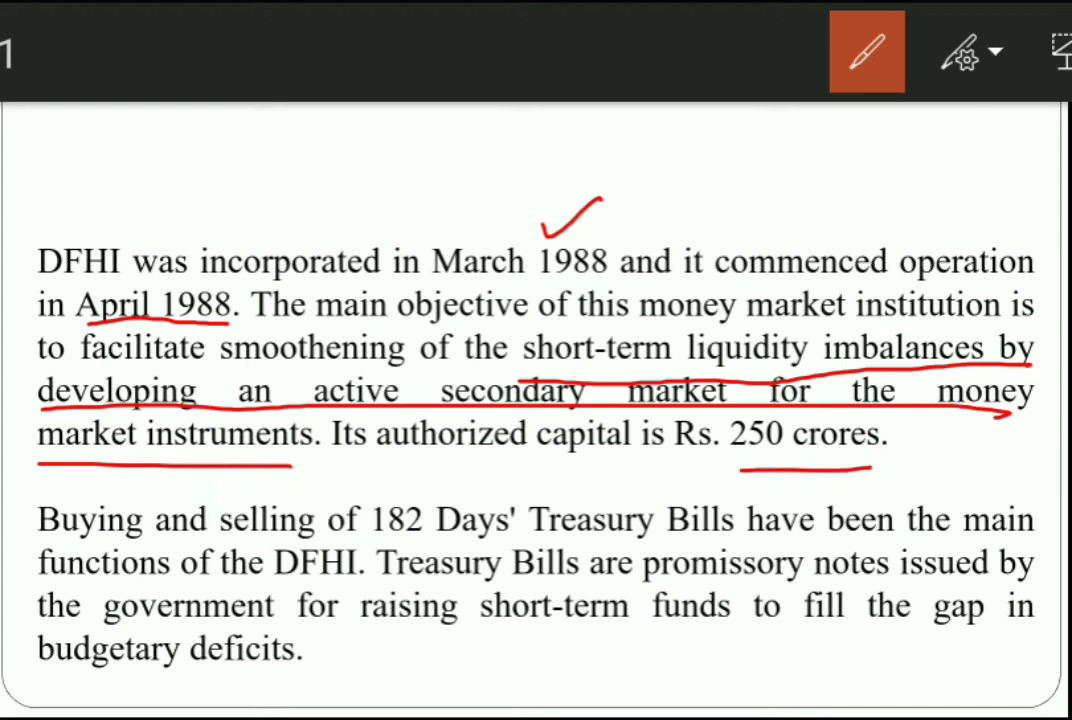 1
DFHI was incorporated in March 1988 and it commenced operation
in April 1988. The main objective of this money market institution is
to facilitate smoothening of the short-term liquidity imbalances by
developing an active secondary market for the money
market instruments. Its authorized capital is Rs. 250 crores.
Buying and selling of 182 Days' Treasury Bills have been the main
functions of the DFHI. Treasury Bills are promissory notes issued by
the government for raising short-term funds to fill the gap in
budgetary deficits.